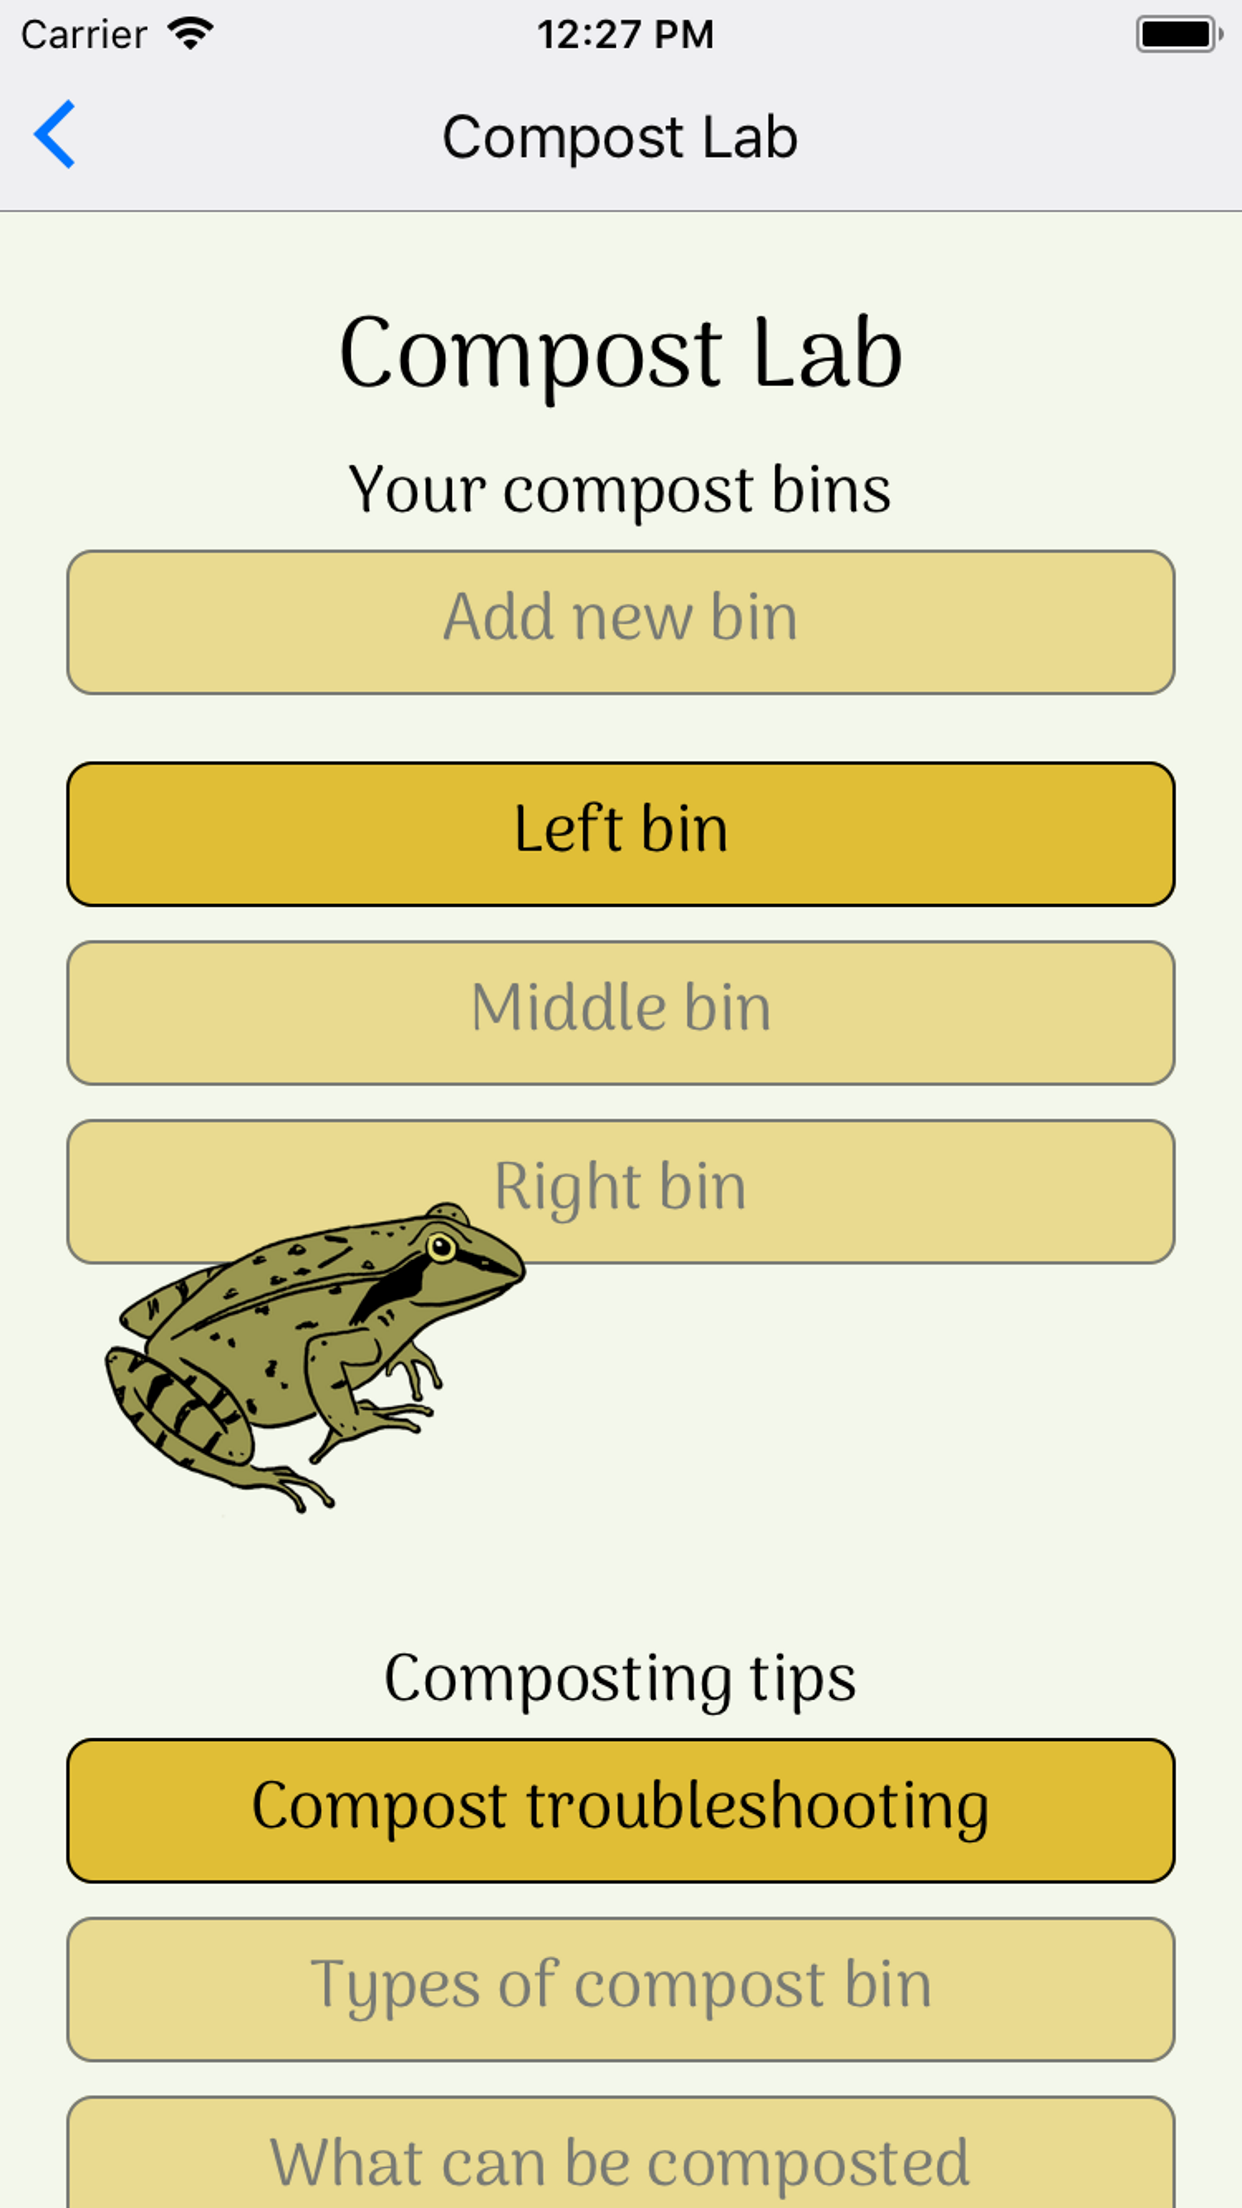 Carrier 12:27 PM
Compost Lab
Compost Lab
Your compost bins
Add new bin
Left bin
Middle bin
Right bin
Composting tips
Compost troubleshooting
Types of compost bin
What can be composted